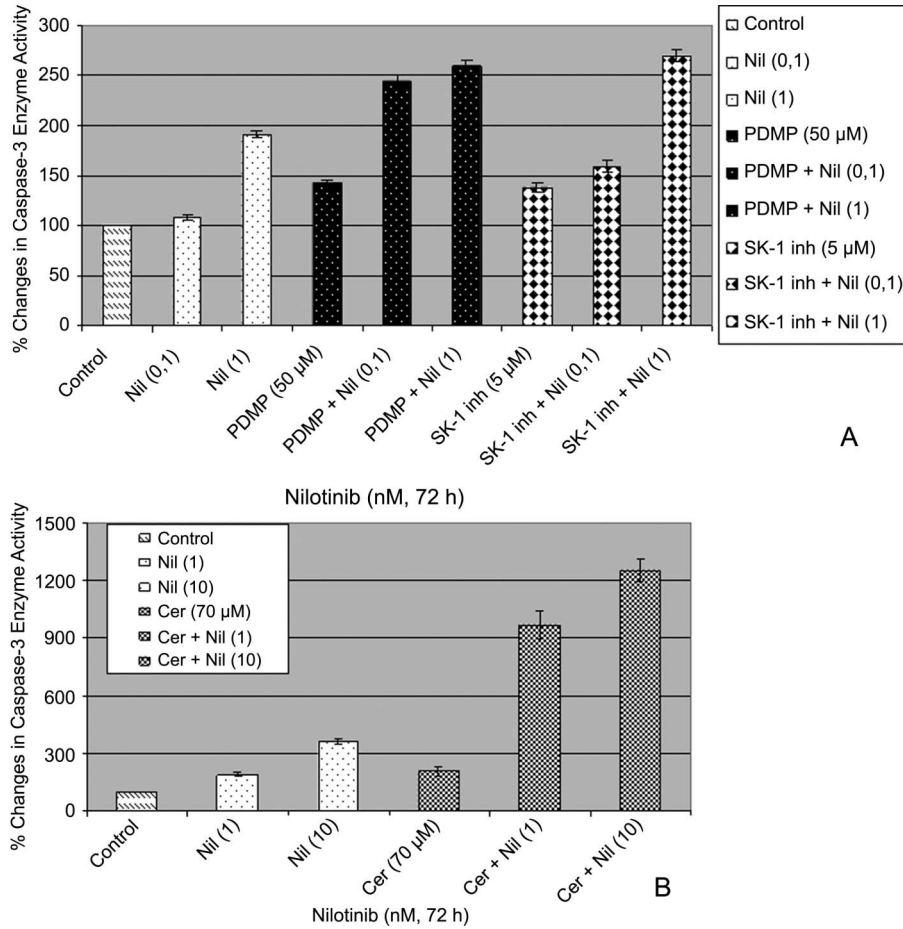 % Changes in Caspase-3 Enzyme Activity
300
250
200
150
100
50
0
Control
Nil (0,1)
Nil (1)
PDMP (50 µM)
PDMP + Nil (0,1)
PDMP + Nil (1)
SK-1 inh (5 µM)
SK-1 inh + Nil (0,1)
SK-1 inh + Nil (1)
Control
Nil (0,1)
Nil (1)
PDMP (50 µM)
PDMP + Nil (0,1)
PDMP + Nil (1)
SK-1 inh (5 µM)
SK-1 inh + Nil (0,1)
SK-1 inh + Nil (1)
A
Nilotinib (nM, 72 h)
% Changes in Caspase-3 Enzyme Activity
1500
1200
900
600
300
0
Control
Nil (1)
Nil (10)
Cer (70 µM)
Cer + Nil (1)
Cer + Nil (10)
Control
Nil (1)
Nil (10)
Cer (70 µM)
Cer + Nil (1)
Cer + Nil (10)
B
Nilotinib (nM, 72 h)